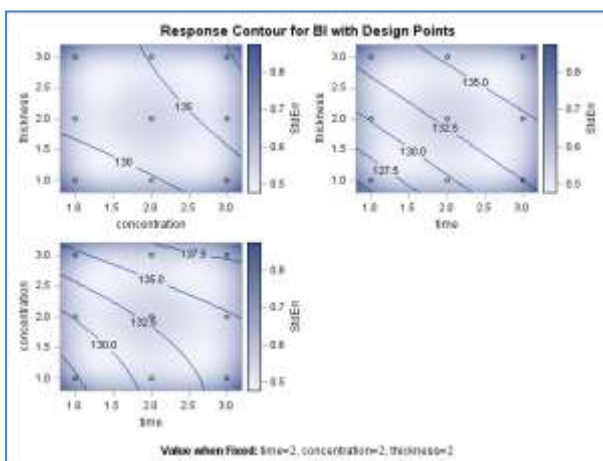 Response Contour for BI with Design Points
thickness
3.0
2.5
2.0
1.5
1.0
135
130
1.0 1.5 2.0 2.5 3.0
concentration
0.8
0.7
0.6
0.5
StdErr
thickness
3.0
2.5
2.0
1.5
1.0
135.0
132.5
130.0
127.5
1.0 1.5 2.0 2.5 3.0
time
0.8
0.7
0.6
0.5
StdErr
concentration
3.0
2.5
2.0
1.5
1.0
137.5
135.0
132.5
130.0
1.0 1.5 2.0 2.5 3.0
time
0.8
0.7
0.6
0.5
StdErr
Value when Fixed: time=2, concentration=2, thickness=2